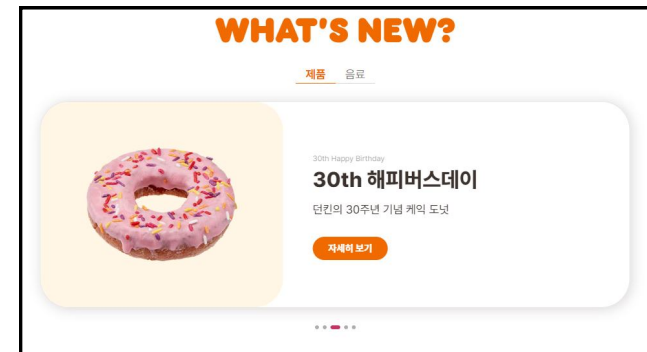 WHAT'S NEW?
제품 음료
30th Happy Birthday
30th 해피버스데이
던킨의 30주년 기념 케익 도넛
자세히 보기